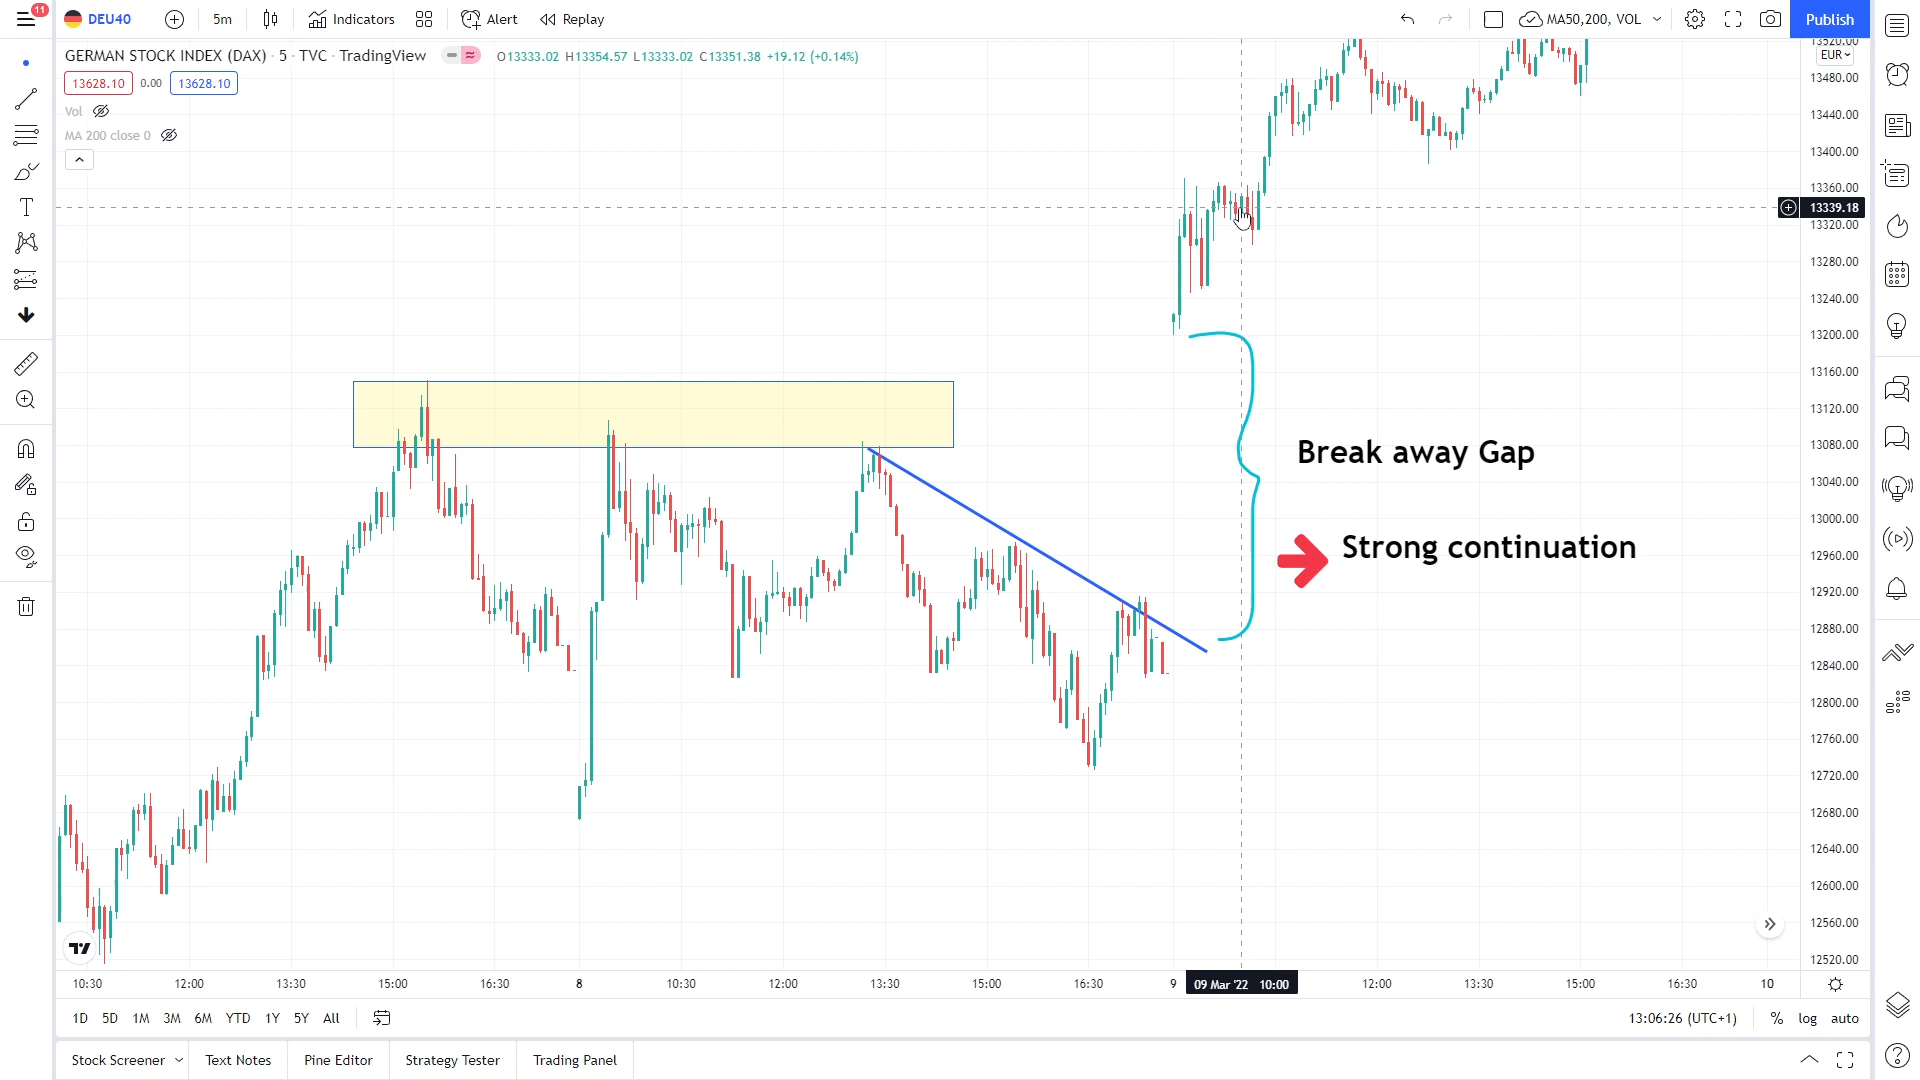 11
DEU40
5m
Indicators
Alert
Replay
MA50,200, VOL
Publish
GERMAN STOCK INDEX (DAX) · 5 · TVC · TradingView
O13333.02 H13354.57 L13333.02 C13351.38 +19.12 (+0.14%)
13628.10
0.00
13628.10
Vol
MA 200 close 0
13520.00
EUR
13480.00
13440.00
13400.00
13360.00
13339.18
13320.00
13280.00
13240.00
13200.00
13160.00
13120.00
13080.00
13040.00
13000.00
12960.00
12920.00
12880.00
12840.00
12800.00
12760.00
12720.00
12680.00
12640.00
12600.00
12560.00
12520.00
Break away Gap
Strong continuation
10:30 12:00 13:30 15:00 16:30 8 10:30 12:00 13:30 15:00 16:30 9 09 Mar '22 10:00 12:00 13:30 15:00 16:30 10
1D 5D 1M 3M 6M YTD 1Y 5Y All
13:06:26 (UTC+1) % log auto
Stock Screener Text Notes Pine Editor Strategy Tester Trading Panel